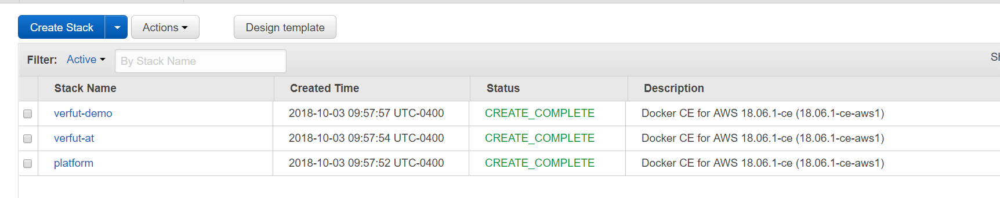 Create Stack Actions Design template
Filter: Active By Stack Name
Stack Name Created Time Status Description
verfut-demo 2018-10-03 09:57:57 UTC-0400 CREATE_COMPLETE Docker CE for AWS 18.06.1-ce (18.06.1-ce-aws1)
verfut-at 2018-10-03 09:57:54 UTC-0400 CREATE_COMPLETE Docker CE for AWS 18.06.1-ce (18.06.1-ce-aws1)
platform 2018-10-03 09:57:52 UTC-0400 CREATE_COMPLETE Docker CE for AWS 18.06.1-ce (18.06.1-ce-aws1)